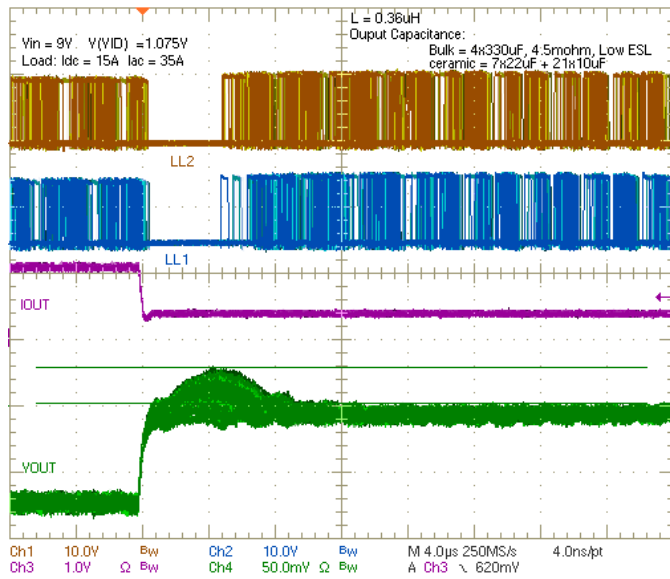 L = 0.36uH
Vin = 9V V(VID) =1.075V
Ouput Capacitance:
Load: Idc = 15A Iac = 35A
Bulk = 4x330uF, 4.5mohm, Low ESL
ceramic = 7x22uF + 21x10uF
LL2
LL1
IOUT
VOUT
Ch1 10.0V Bw Ch2 10.0V Bw M 4.0µs 250MS/s 4.0ns/pt
Ch3 1.0V Ω Bw Ch4 50.0mV Ω Bw A Ch3 ↘ 620mV